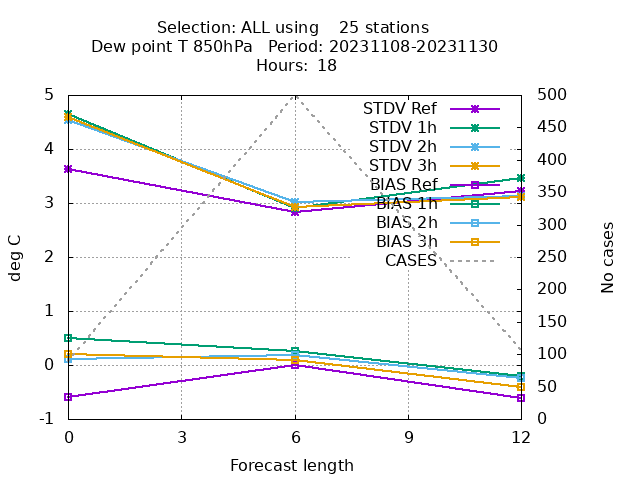 Selection: ALL using    25 stations
Dew point T 850hPa   Period: 20231108-20231130
Hours:  18
STDV Ref
STDV 1h
STDV 2h
STDV 3h
BIAS Ref
BIAS 1h
BIAS 2h
BIAS 3h
CASES
5
4
3
2
1
0
-1
deg C
500
450
400
350
300
250
200
150
100
50
0
No cases
0 3 6 9 12
Forecast length